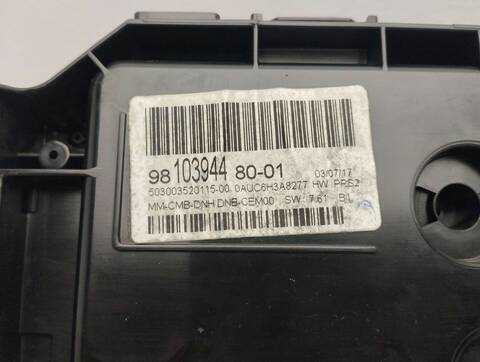 98 103944 80-01 03/07/17
503003520115-00 0AUC6H3A8277 HW PRS2
MM-CMB-DNH DNB-CEM00 SW: 7.61 BL